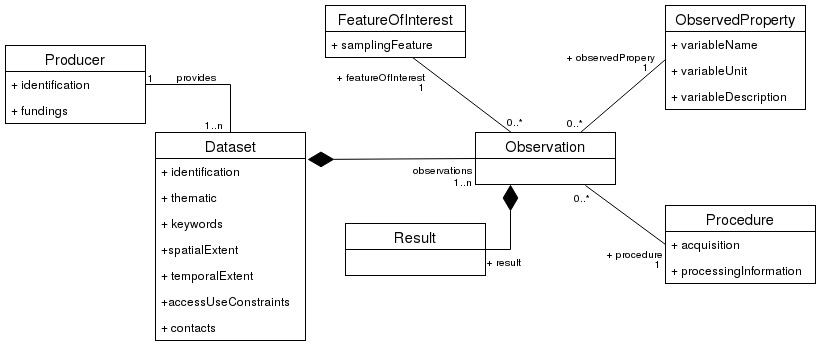 FeatureOfInterest
+ samplingFeature
ObservedProperty
+ variableName
+ variableUnit
+ variableDescription
Producer
+ identification
+ fundings
1
provides
1..n
+ featureOfInterest
1
0..*
+ observedPropery
1
0..*
Dataset
+ identification
+ thematic
+ keywords
+spatialExtent
+ temporalExtent
+accessUseConstraints
+ contacts
observations
1..n
Observation
0..*
Result
+ result
+ procedure
1
Procedure
+ acquisition
+ processingInformation